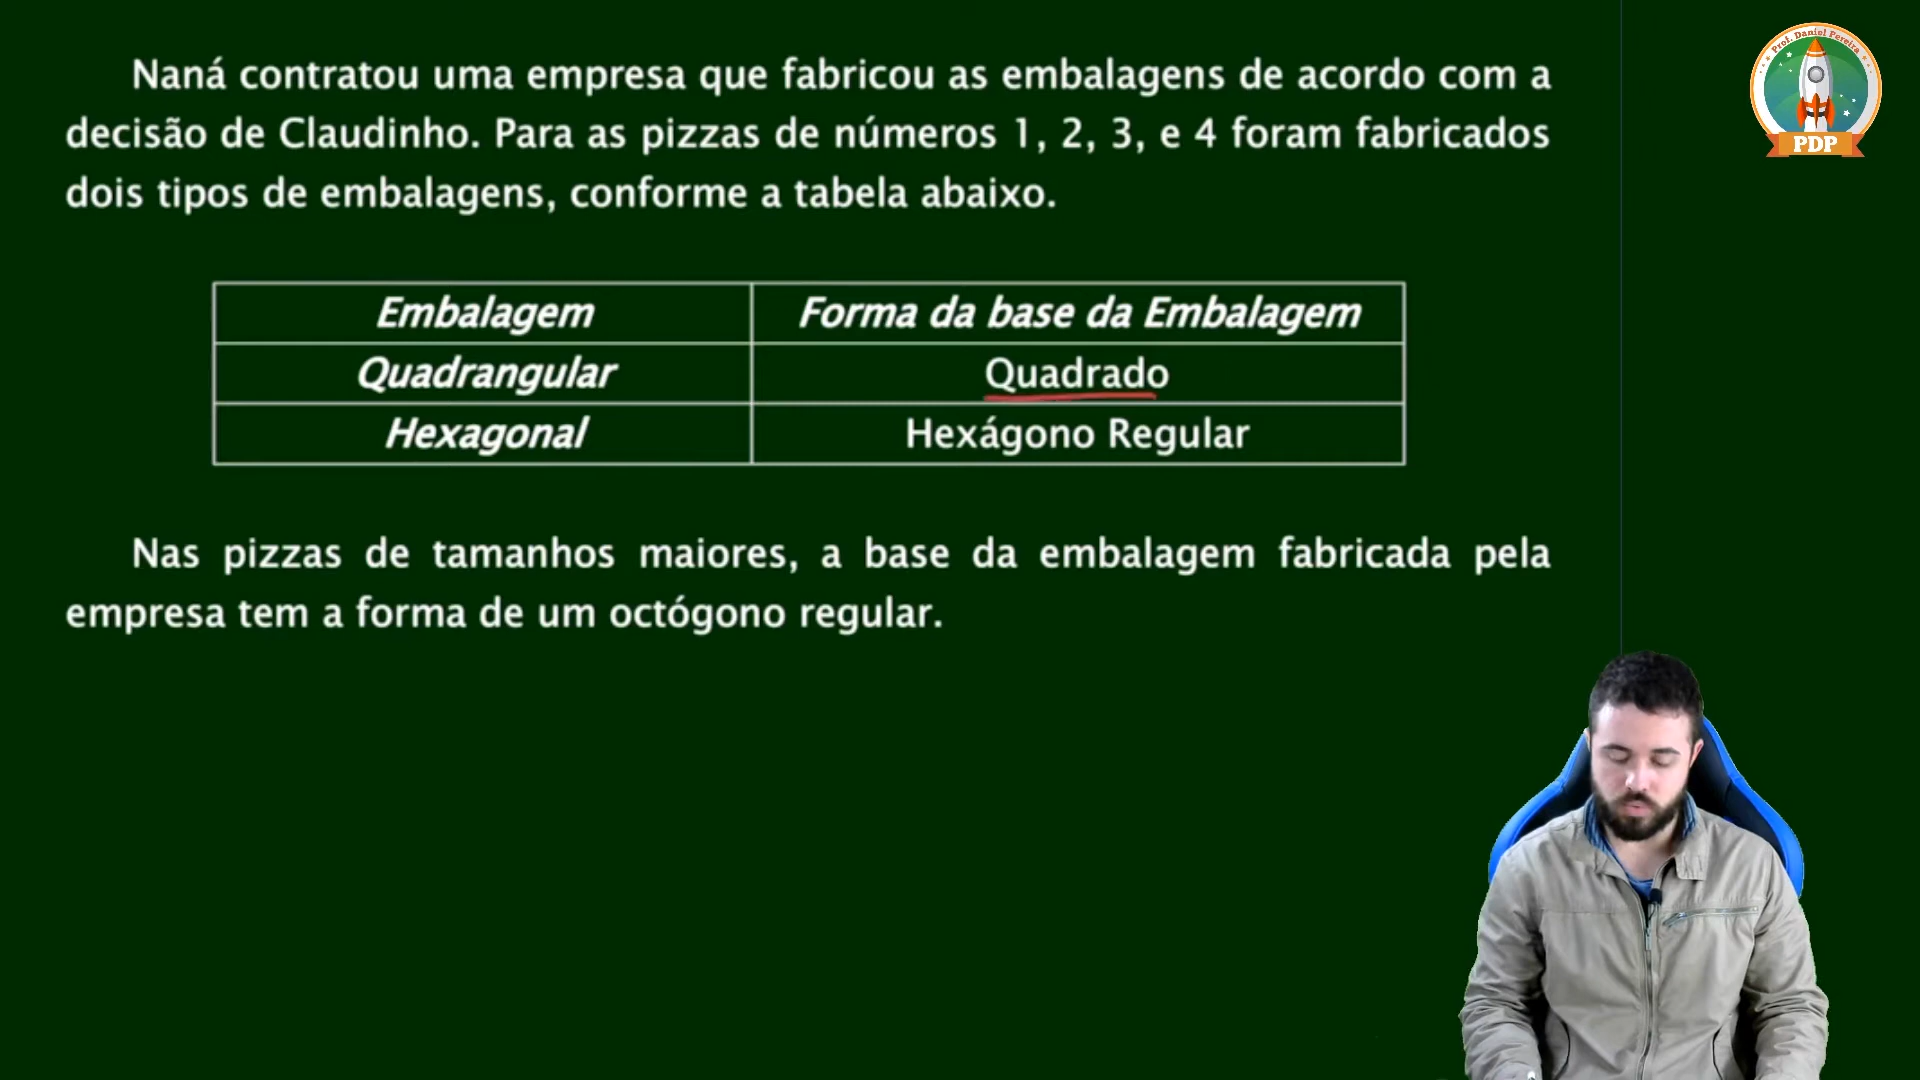 Naná contratou uma empresa que fabricou as embalagens de acordo com a
decisão de Claudinho. Para as pizzas de números 1, 2, 3, e 4 foram fabricados
dois tipos de embalagens, conforme a tabela abaixo.
Embalagem Forma da base da Embalagem
Quadrangular Quadrado
Hexagonal Hexágono Regular
Nas pizzas de tamanhos maiores, a base da embalagem fabricada pela
empresa tem a forma de um octógono regular.
Prof. Daniel Pereira
PDP